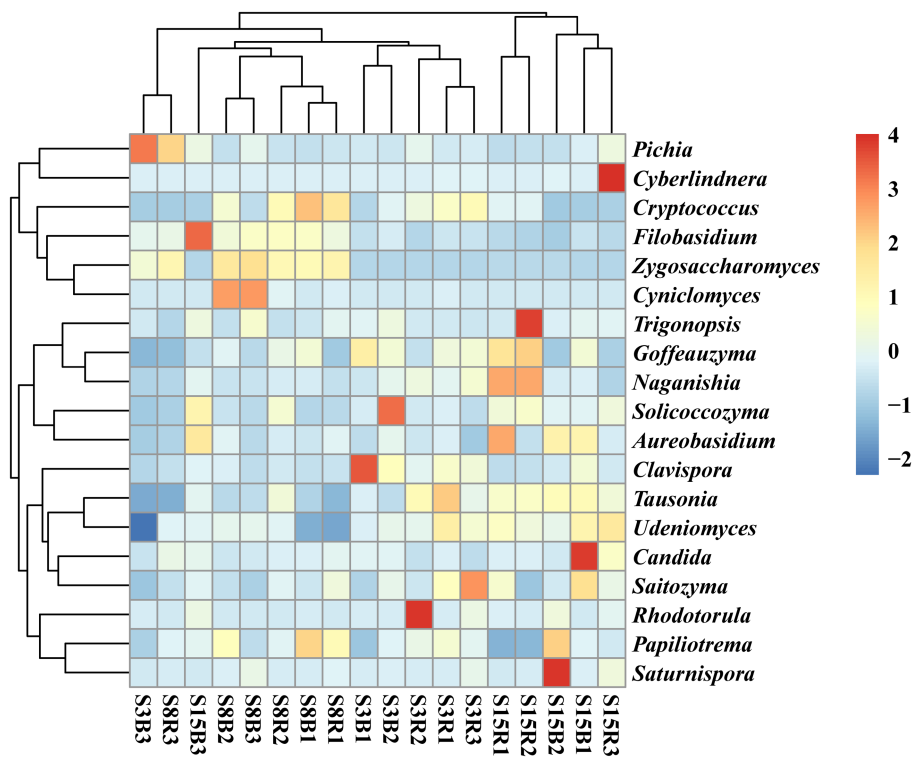 Pichia
Cyberlindnera
Cryptococcus
Filobasidium
Zygosaccharomyces
Cyniclomyces
Trigonopsis
Goffeauzyma
Naganishia
Solicoccozyma
Aureobasidium
Clavispora
Tausonia
Udeniomyces
Candida
Saitozyma
Rhodotorula
Papiliotrema
Saturnispora
4
3
2
1
0
−1
−2
S3B3
S8R3
S15B3
S8B2
S8B3
S8R2
S8B1
S8R1
S3B1
S3B2
S3R2
S3R1
S3R3
S15R1
S15R2
S15B2
S15B1
S15R3